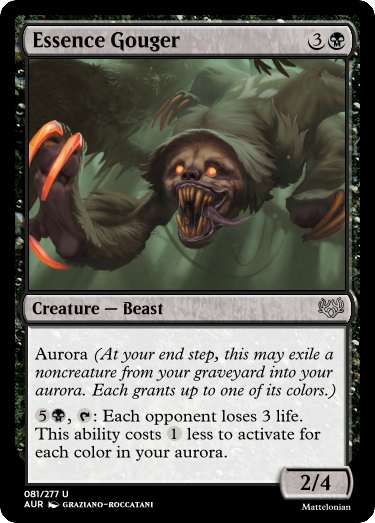 Essence Gouger 3
Creature — Beast
Aurora (At your end step, this may exile a
noncreature from your graveyard into your
aurora. Each grants up to one of its colors.)
5, : Each opponent loses 3 life.
This ability costs 1 less to activate for
each color in your aurora.
2/4
081/277 U
AUR GRAZIANO-ROCCATANI
Mattelonian